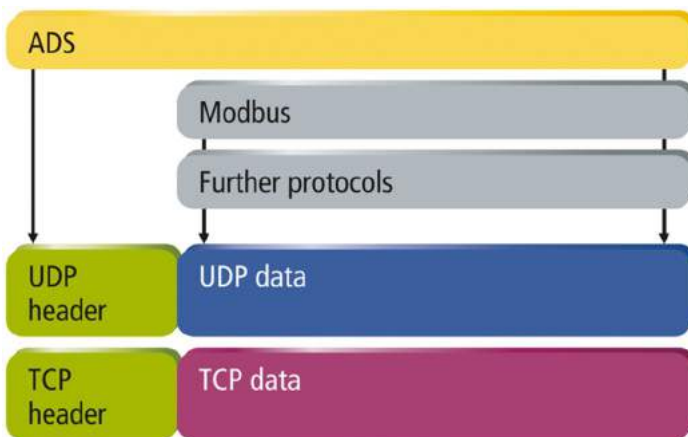 ADS
Modbus
Further protocols
UDP
header
UDP data
TCP
header
TCP data